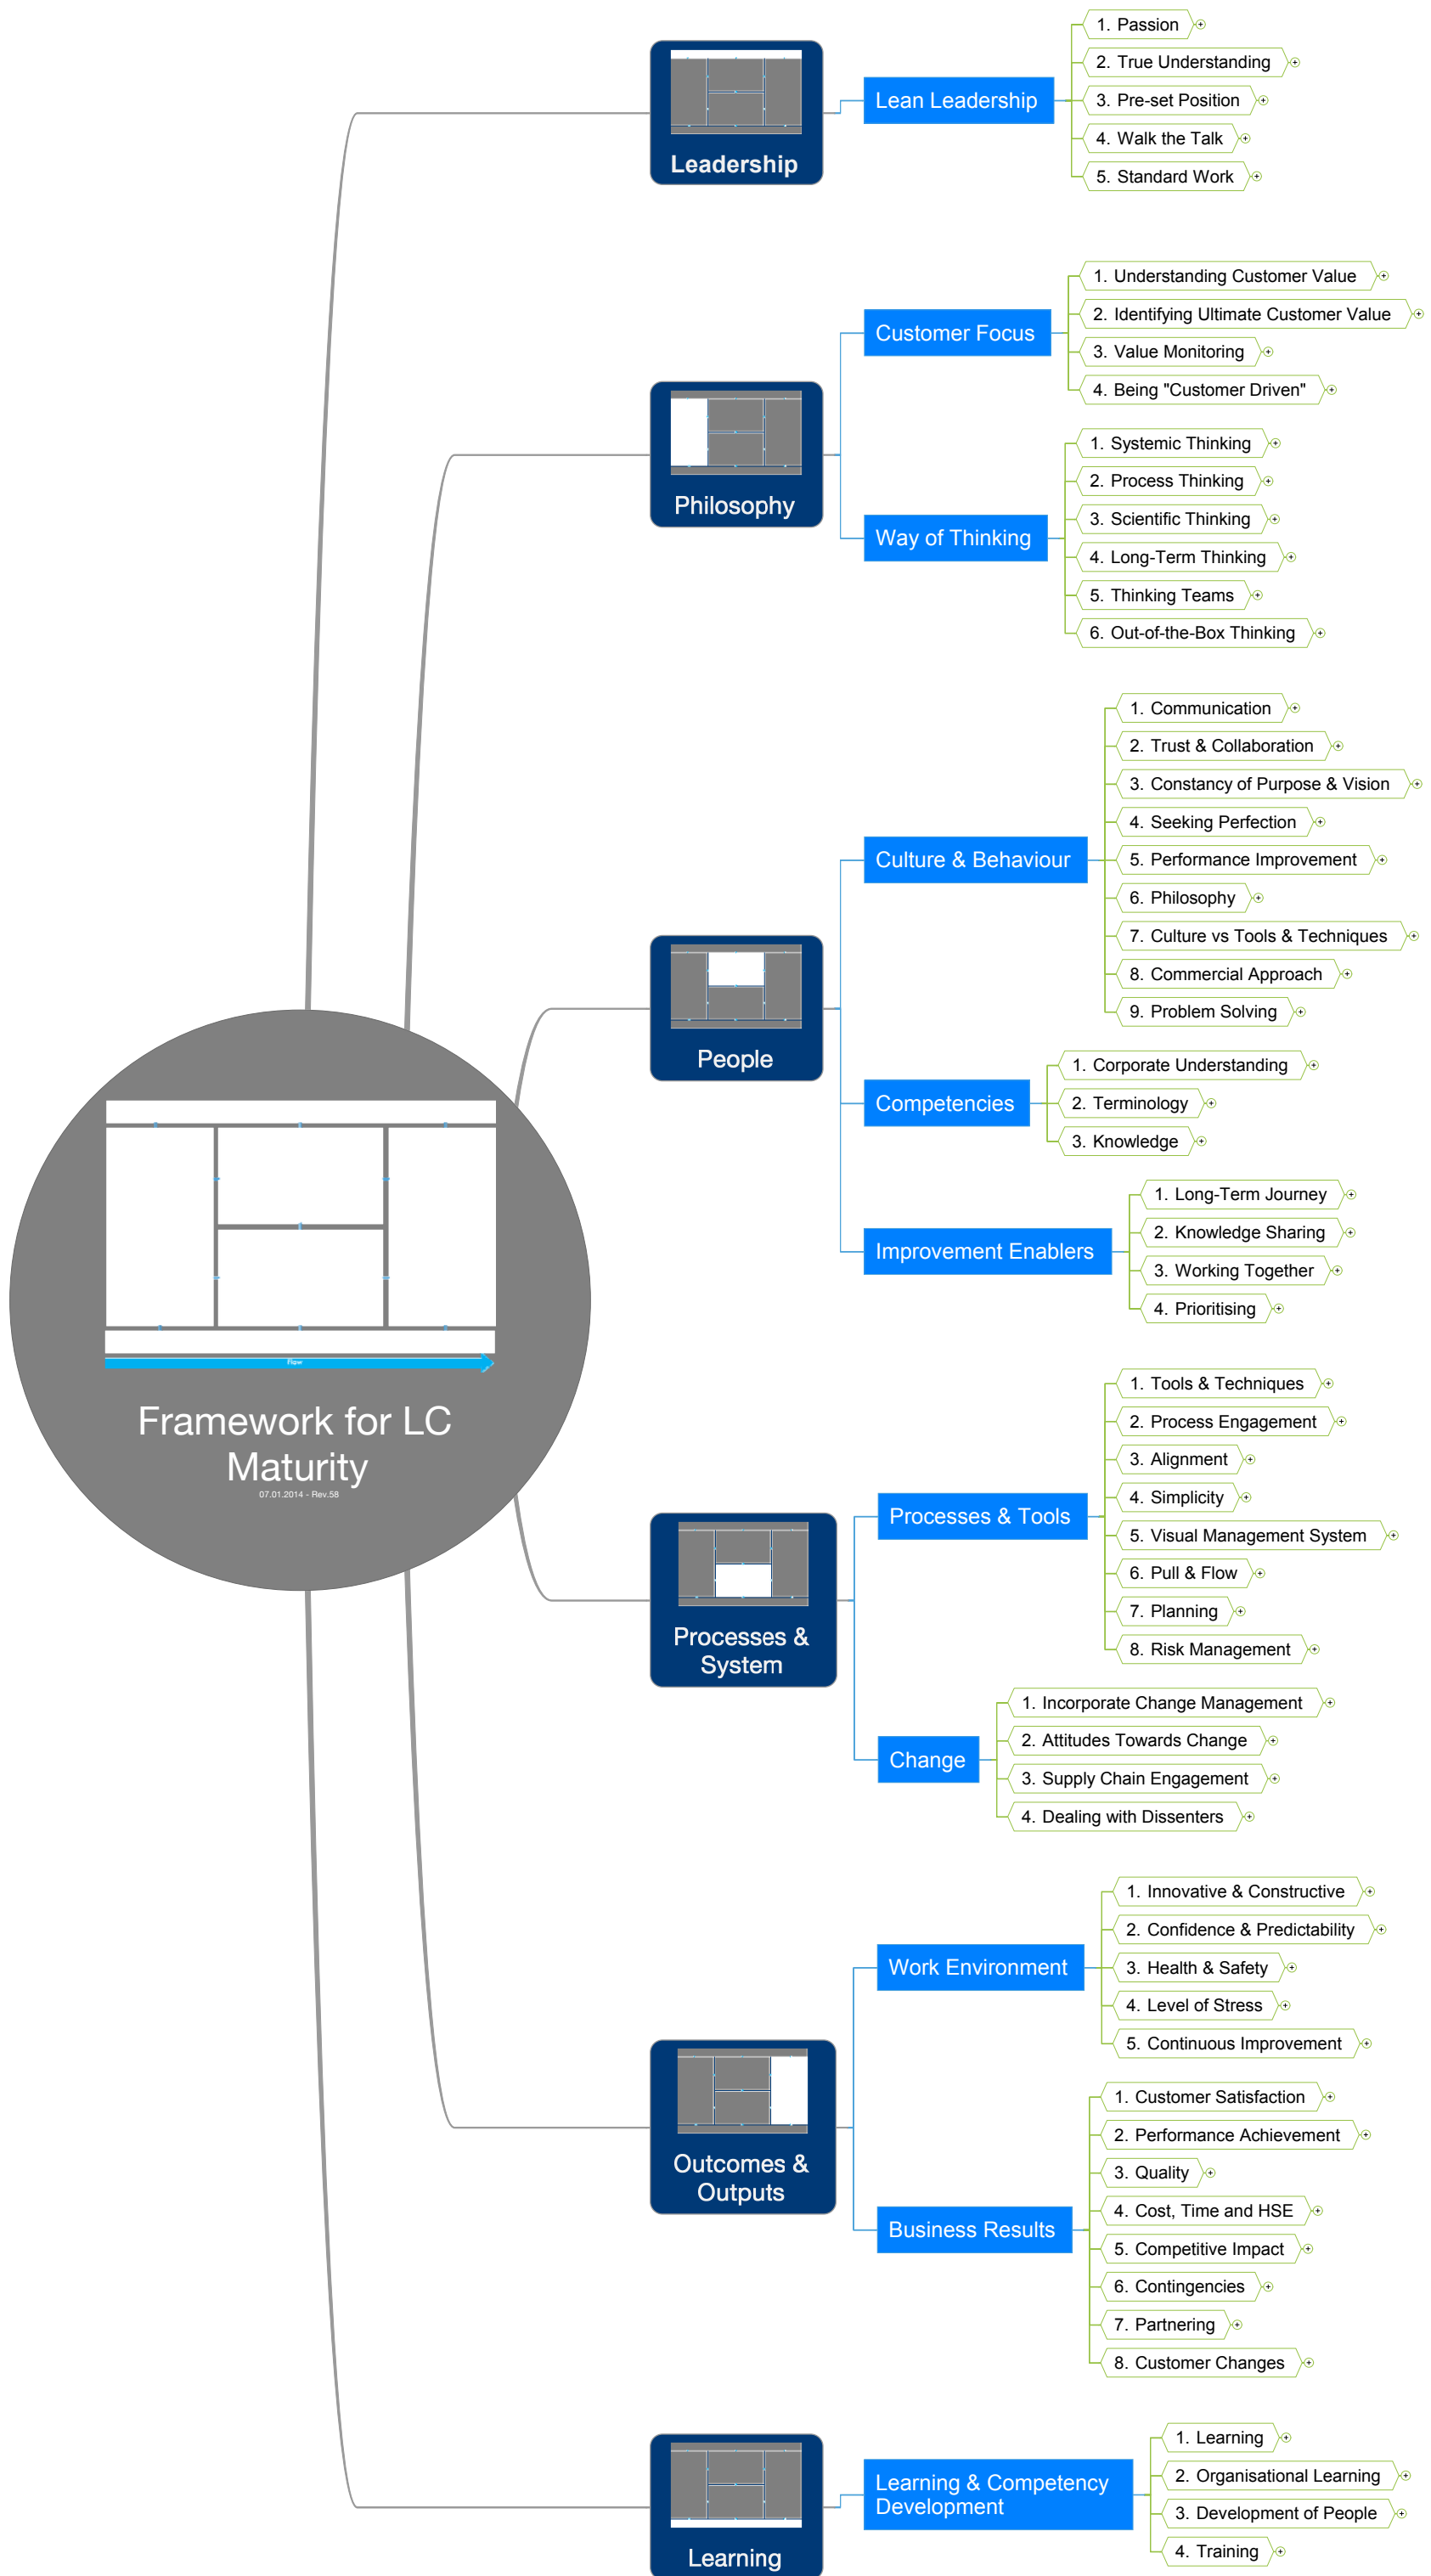 Leadership
Lean Leadership
1. Passion
2. True Understanding
3. Pre-set Position
4. Walk the Talk
5. Standard Work
Philosophy
Customer Focus
1. Understanding Customer Value
2. Identifying Ultimate Customer Value
3. Value Monitoring
4. Being "Customer Driven"
Way of Thinking
1. Systemic Thinking
2. Process Thinking
3. Scientific Thinking
4. Long-Term Thinking
5. Thinking Teams
6. Out-of-the-Box Thinking
People
Culture & Behaviour
1. Communication
2. Trust & Collaboration
3. Constancy of Purpose & Vision
4. Seeking Perfection
5. Performance Improvement
6. Philosophy
7. Culture vs Tools & Techniques
8. Commercial Approach
9. Problem Solving
Competencies
1. Corporate Understanding
2. Terminology
3. Knowledge
Improvement Enablers
1. Long-Term Journey
2. Knowledge Sharing
3. Working Together
4. Prioritising
Flow
Framework for LC
Maturity
07.01.2014 - Rev.58
Processes &
System
Processes & Tools
1. Tools & Techniques
2. Process Engagement
3. Alignment
4. Simplicity
5. Visual Management System
6. Pull & Flow
7. Planning
8. Risk Management
Change
1. Incorporate Change Management
2. Attitudes Towards Change
3. Supply Chain Engagement
4. Dealing with Dissenters
Outcomes &
Outputs
Work Environment
1. Innovative & Constructive
2. Confidence & Predictability
3. Health & Safety
4. Level of Stress
5. Continuous Improvement
Business Results
1. Customer Satisfaction
2. Performance Achievement
3. Quality
4. Cost, Time and HSE
5. Competitive Impact
6. Contingencies
7. Partnering
8. Customer Changes
Learning
Learning & Competency
Development
1. Learning
2. Organisational Learning
3. Development of People
4. Training